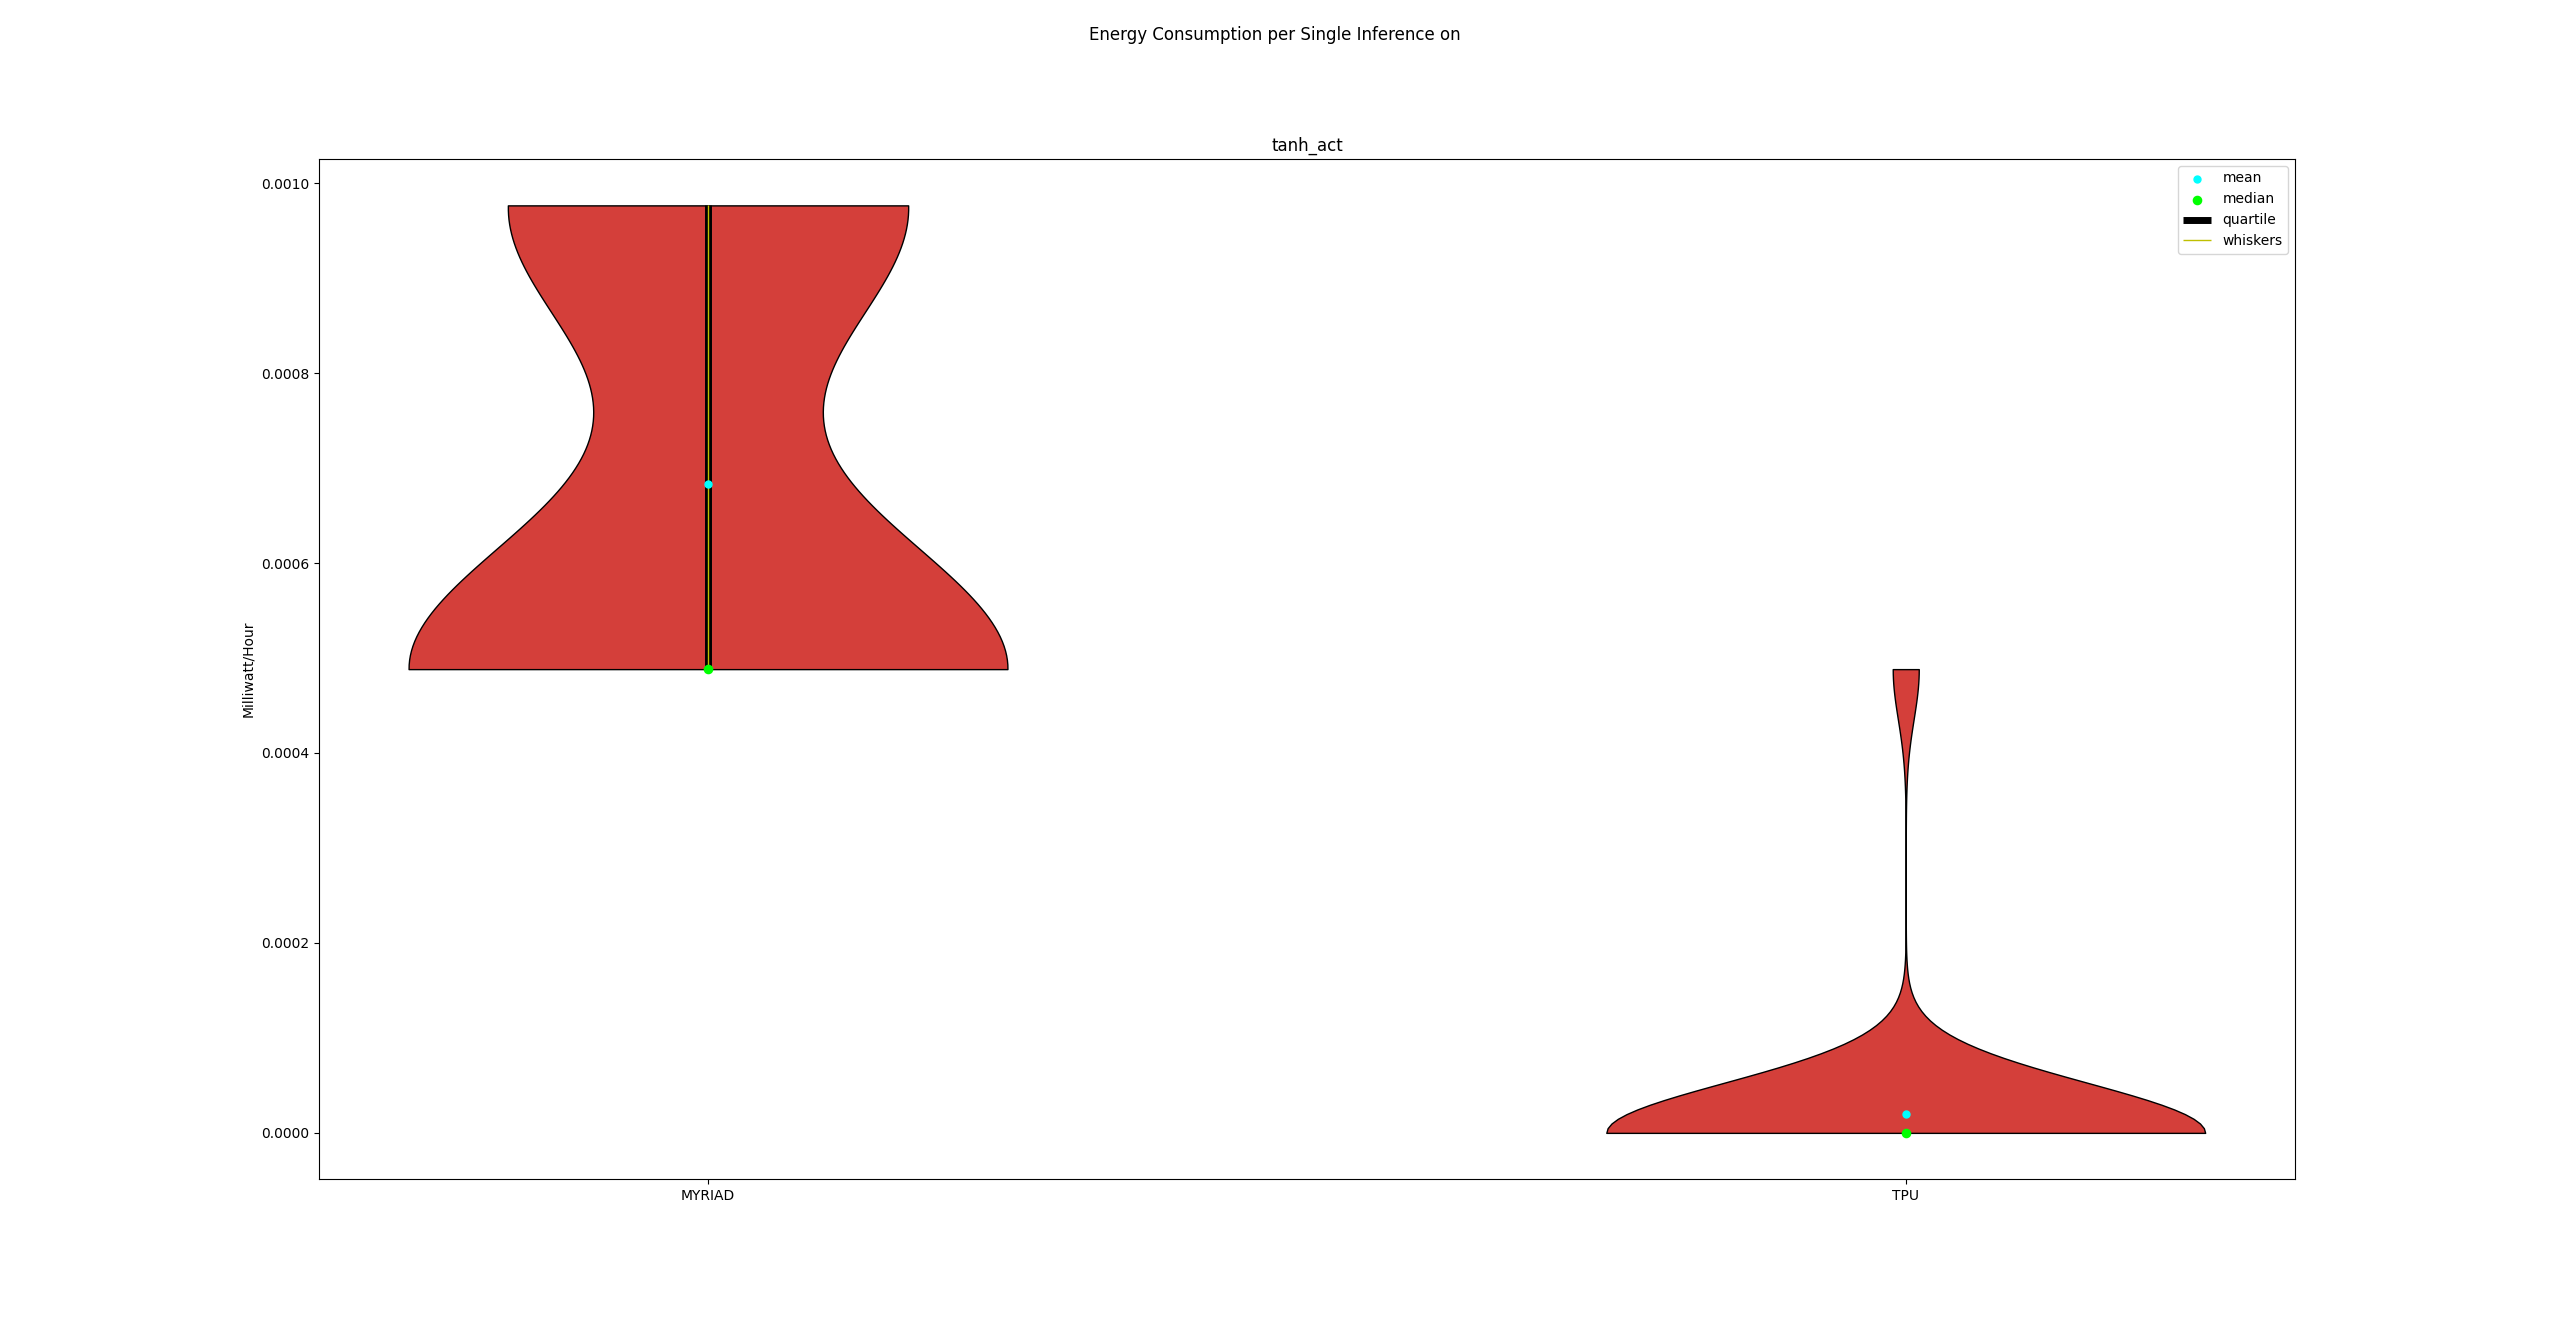 Energy Consumption per Single Inference on
tanh_act
mean
median
quartile
whiskers
0.0010
0.0008
0.0006
0.0004
0.0002
0.0000
Milliwatt/Hour
MYRIAD
TPU